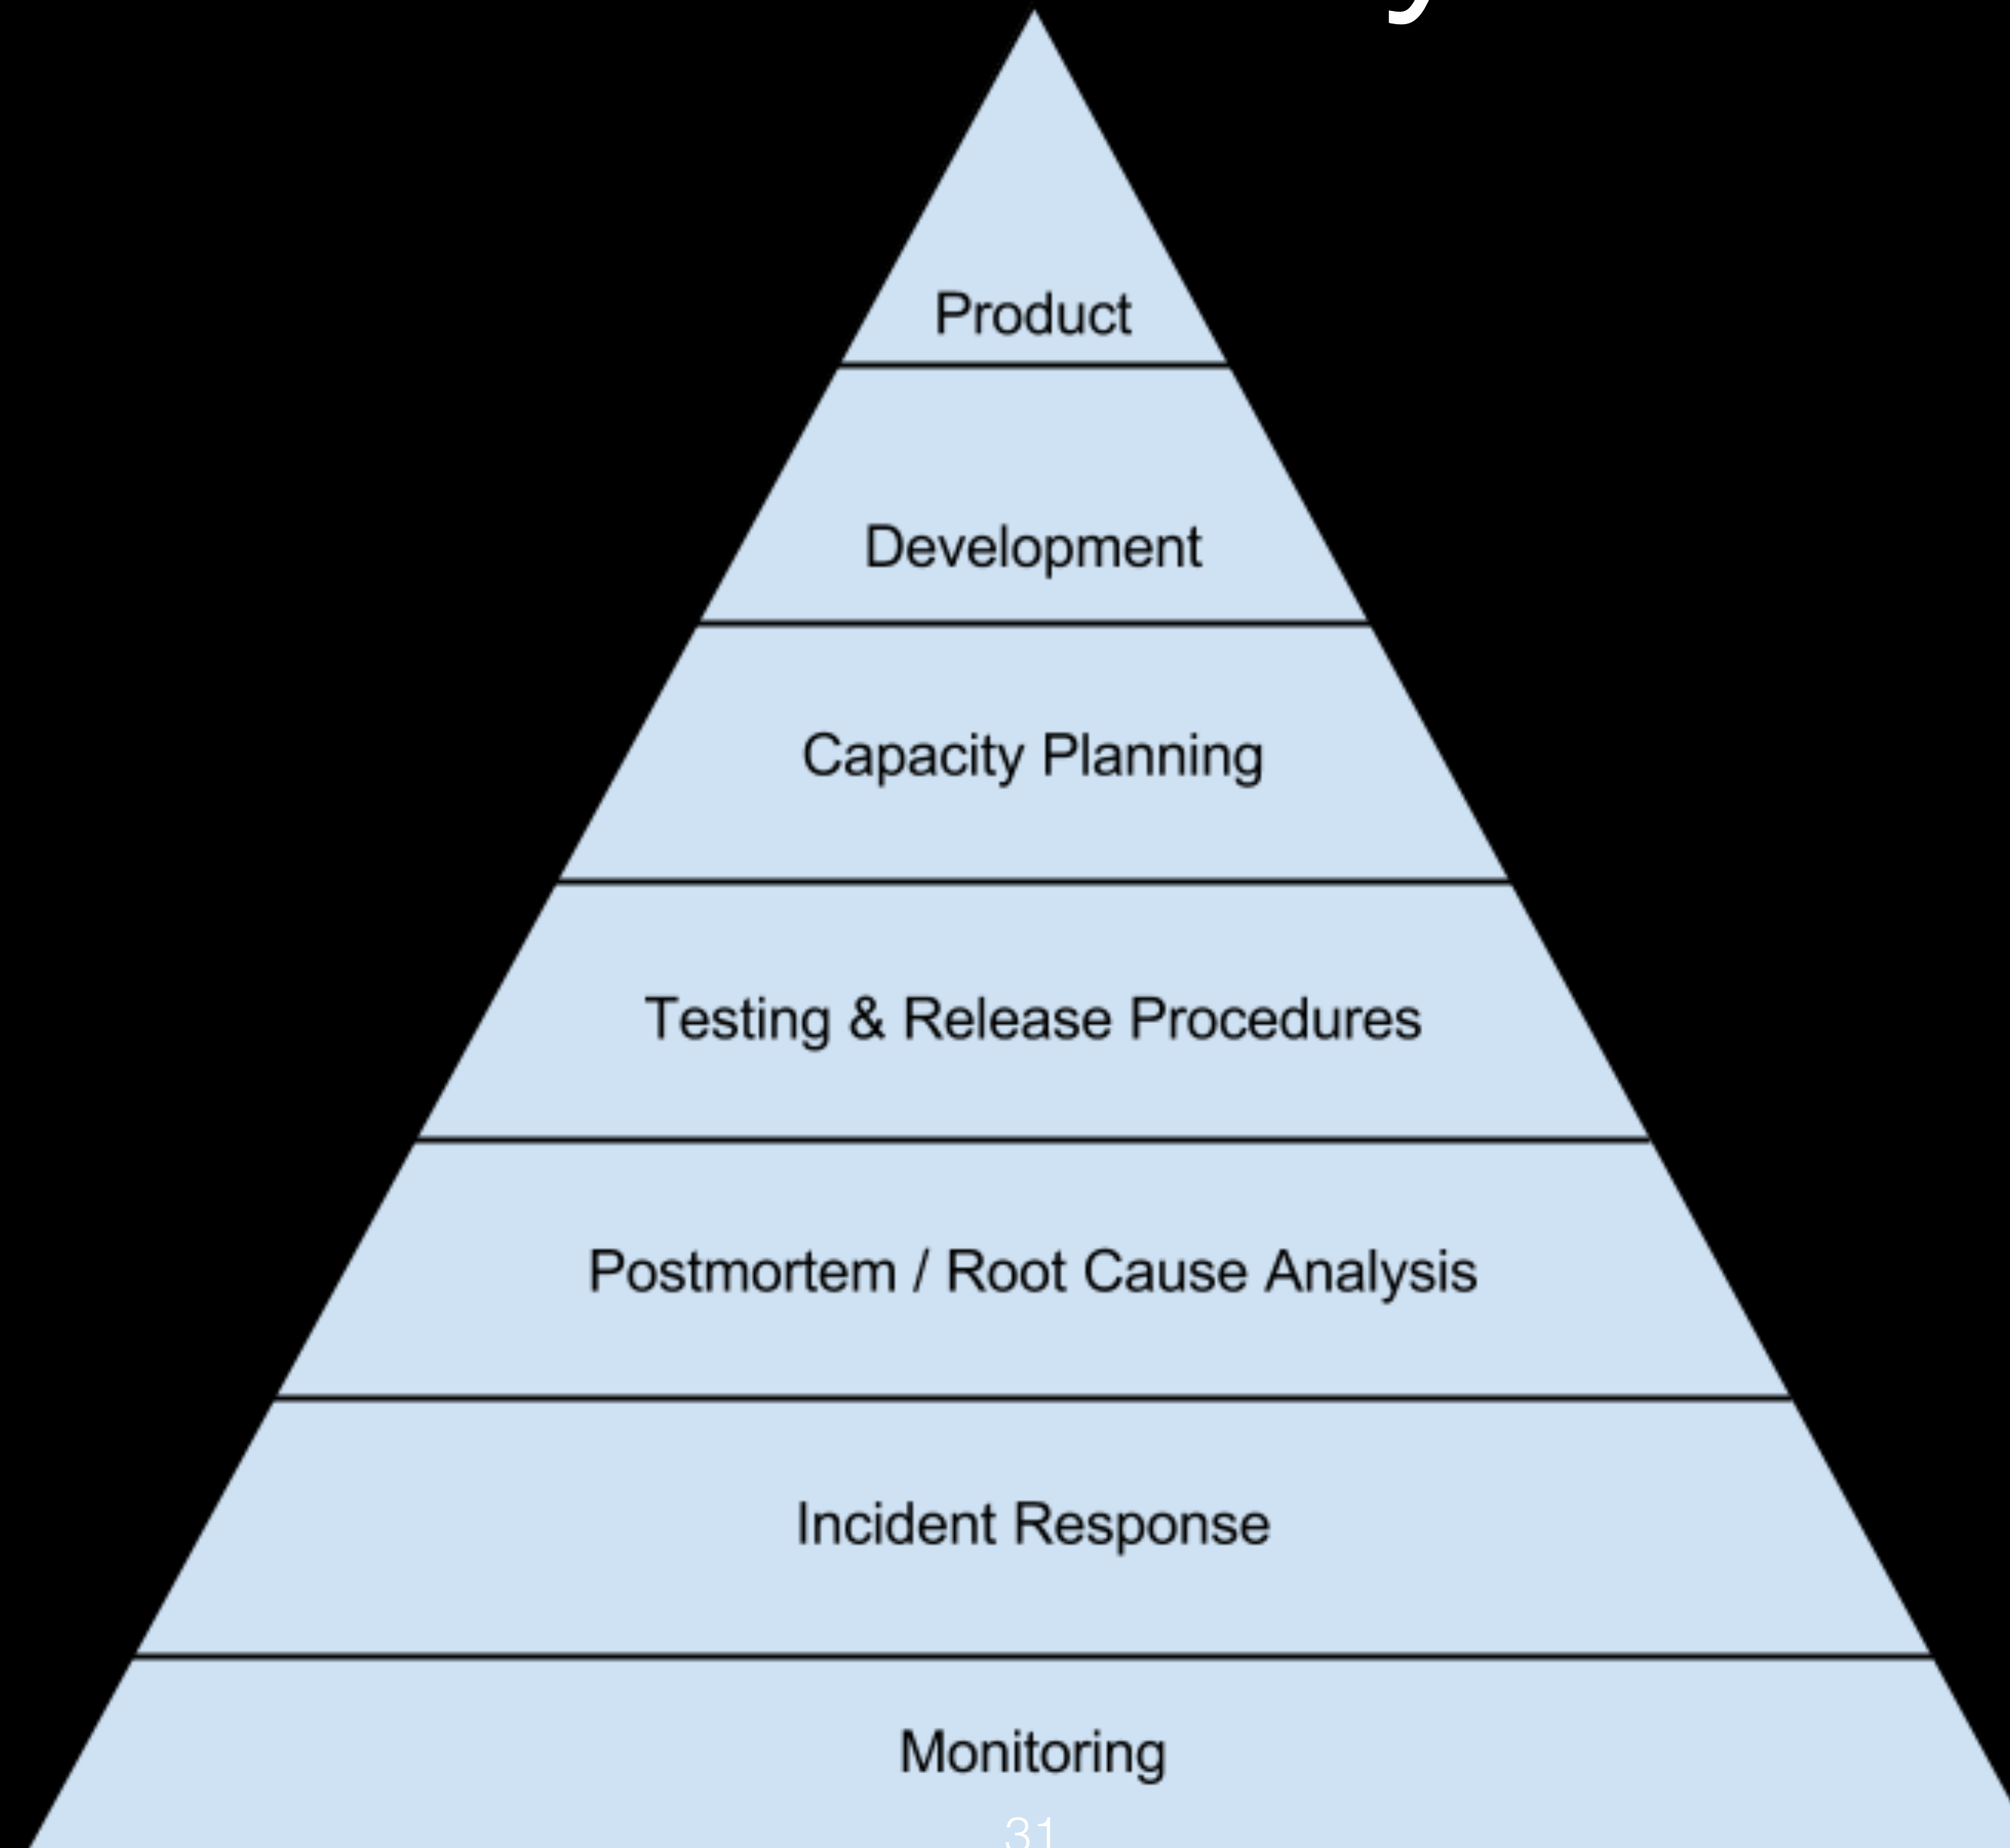 Product
Development
Capacity Planning
Testing & Release Procedures
Postmortem / Root Cause Analysis
Incident Response
Monitoring
31